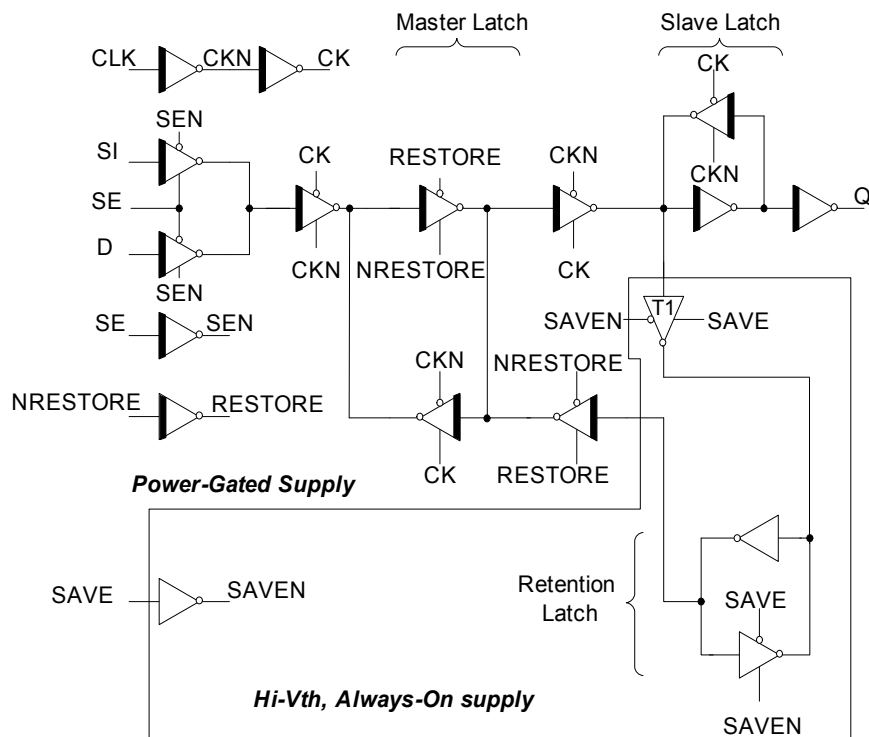 Master Latch
Slave Latch
CLK
CKN
CK
CK
SEN
SI
CK
RESTORE
CKN
CKN
SE
Q
D
CKN
NRESTORE
CK
SEN
T1
SAVEN
SAVE
SE
SEN
CKN
NRESTORE
NRESTORE
RESTORE
CK
RESTORE
Power-Gated Supply
SAVE
SAVEN
Retention
Latch
SAVE
Hi-Vth, Always-On supply
SAVEN